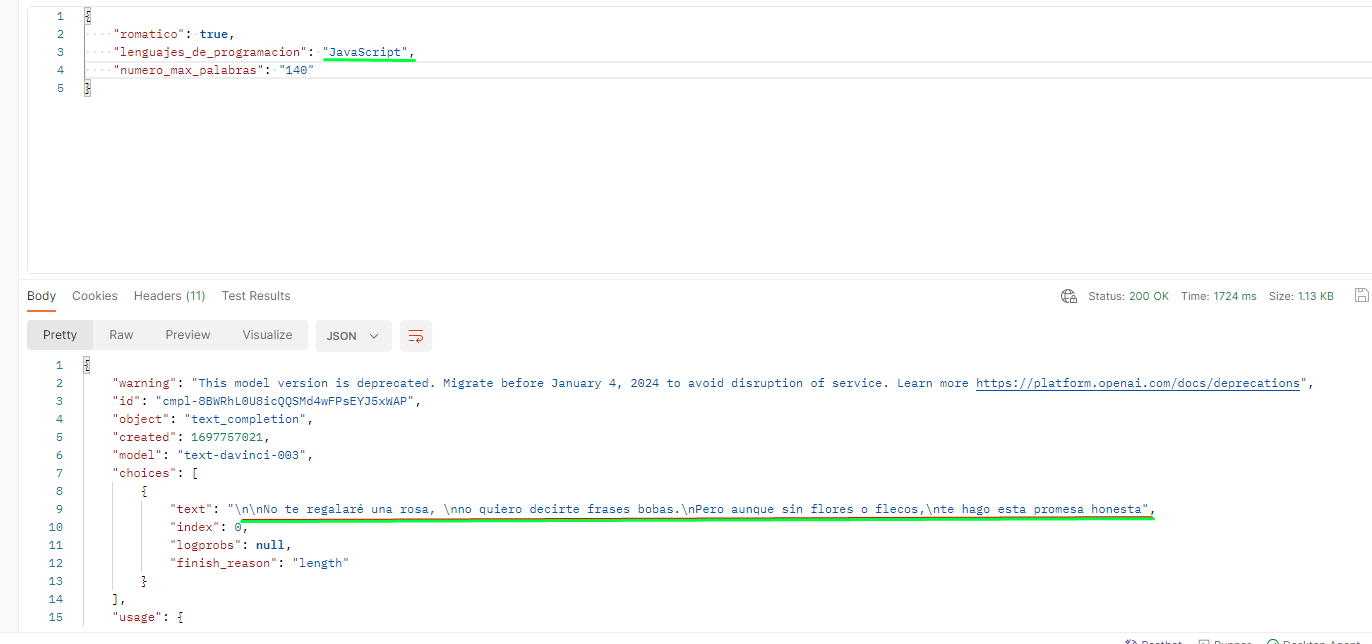 1 {
2 ····"romatico": true,
3 ····"lenguajes_de_programacion": "JavaScript",
4 ····"numero_max_palabras": "140"
5 }
Body Cookies Headers (11) Test Results Status: 200 OK Time: 1724 ms Size: 1.13 KB
Pretty Raw Preview Visualize JSON
1 {
2 "warning": "This model version is deprecated. Migrate before January 4, 2024 to avoid disruption of service. Learn more https://platform.openai.com/docs/deprecations",
3 "id": "cmpl-8BWRhL0U8icQQSMd4wFPsEYJ5xWAP",
4 "object": "text_completion",
5 "created": 1697757021,
6 "model": "text-davinci-003",
7 "choices": [
8 {
9 "text": "\n\nNo te regalaré una rosa, \nno quiero decirte frases bobas.\nPero aunque sin flores o flecos,\nte hago esta promesa honesta",
10 "index": 0,
11 "logprobs": null,
12 "finish_reason": "length"
13 }
14 ],
15 "usage": {